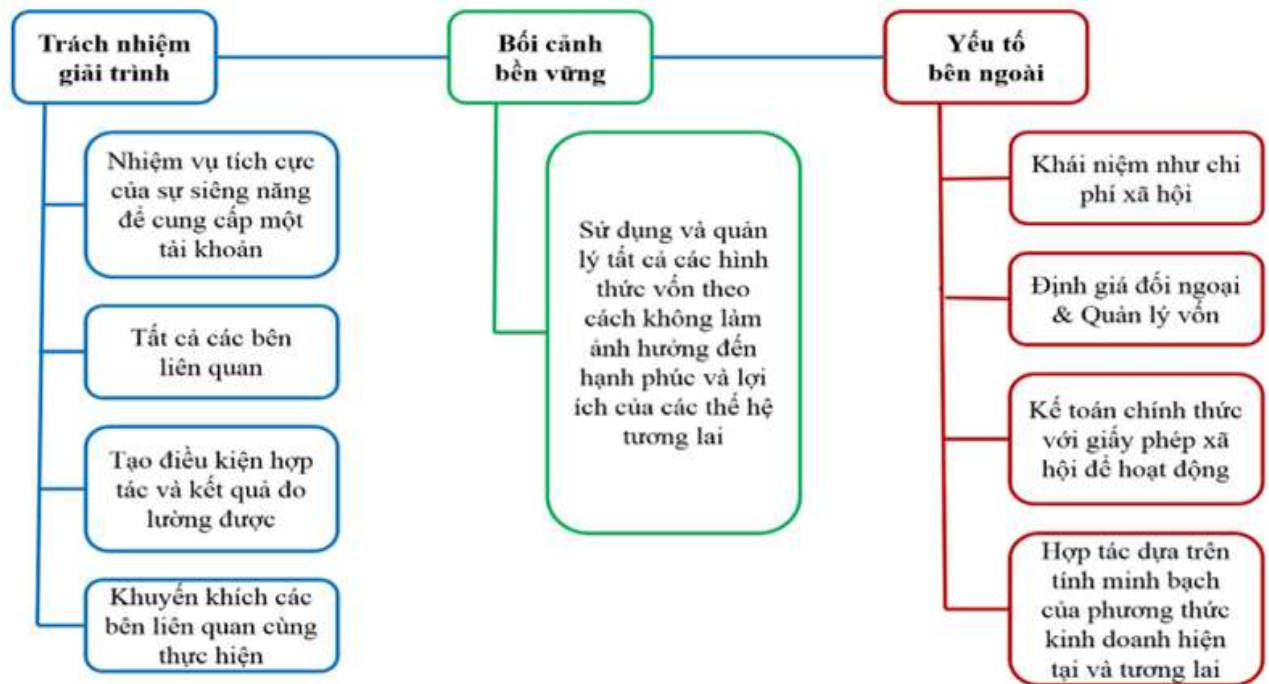 Trách nhiệm
giải trình
Nhiệm vụ tích cực
của sự siêng năng
để cung cấp một
tài khoản
Tất cả các bên
liên quan
Tạo điều kiện hợp
tác và kết quả đo
lường được
Khuyến khích các
bên liên quan cùng
thực hiện
Bối cảnh
bền vững
Sử dụng và quản
lý tất cả các hình
thức vốn theo
cách không làm
ảnh hưởng đến
hạnh phúc và lợi
ích của các thế hệ
tương lai
Yếu tố
bên ngoài
Khái niệm như chi
phí xã hội
Định giá đối ngoại
& Quản lý vốn
Kế toán chính thức
với giấy phép xã
hội để hoạt động
Hợp tác dựa trên
tính minh bạch
của phương thức
kinh doanh hiện
tại và tương lai